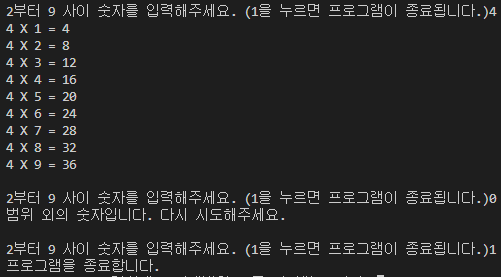 2부터 9 사이 숫자를 입력해주세요. (1을 누르면 프로그램이 종료됩니다.)4
4 X 1 = 4
4 X 2 = 8
4 X 3 = 12
4 X 4 = 16
4 X 5 = 20
4 X 6 = 24
4 X 7 = 28
4 X 8 = 32
4 X 9 = 36
2부터 9 사이 숫자를 입력해주세요. (1을 누르면 프로그램이 종료됩니다.)0
범위 외의 숫자입니다. 다시 시도해주세요.
2부터 9 사이 숫자를 입력해주세요. (1을 누르면 프로그램이 종료됩니다.)1
프로그램을 종료합니다.